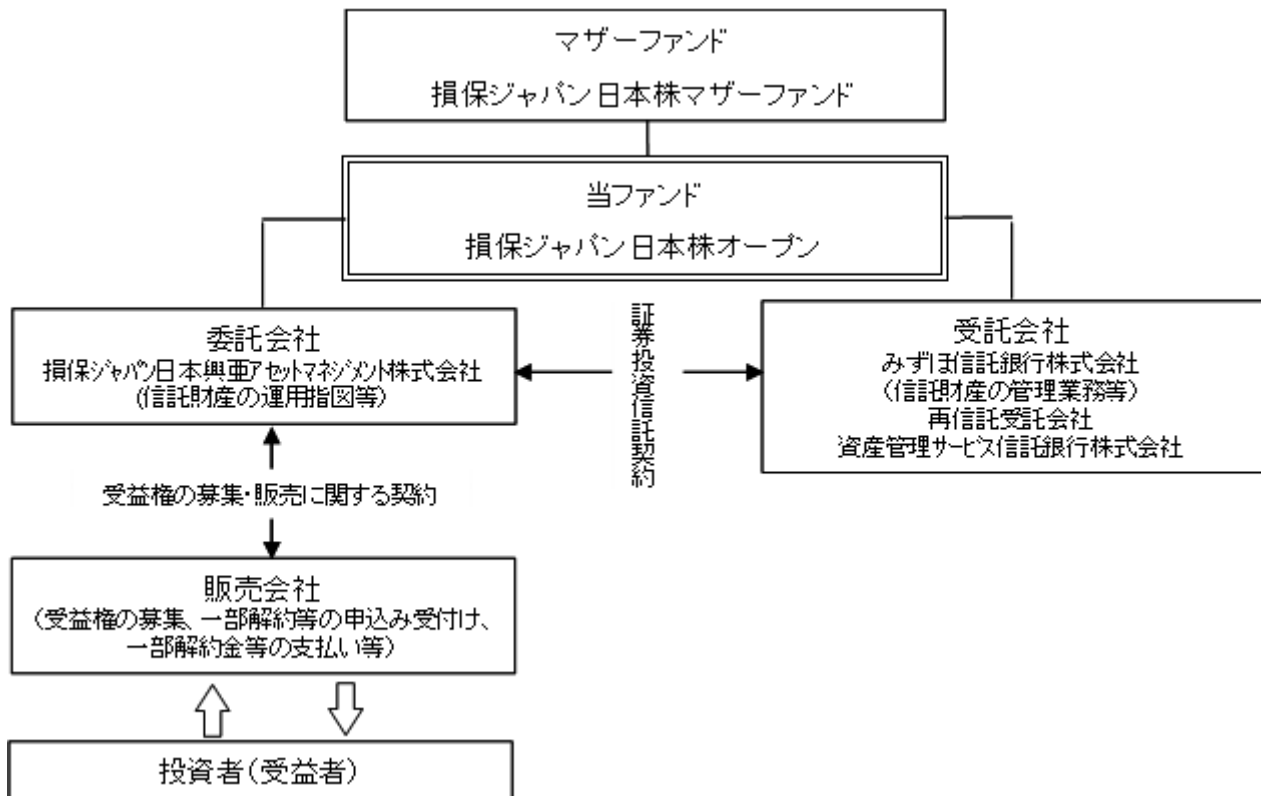 マザーファンド
損保ジャパン日本株マザーファンド
当ファンド
損保ジャパン日本株オープン
委託会社
損保ジャパン日本興亜アセットマネジメント株式会社
(信託財産の運用指図等)
証券投資信託契約
受託会社
みずほ信託銀行株式会社
(信託財産の管理業務等)
再信託受託会社
資産管理サービス信託銀行株式会社
受益権の募集・販売に関する契約
販売会社
(受益権の募集、一部解約等の申込み受付け、
一部解約金等の支払い等)
投資者(受益者)